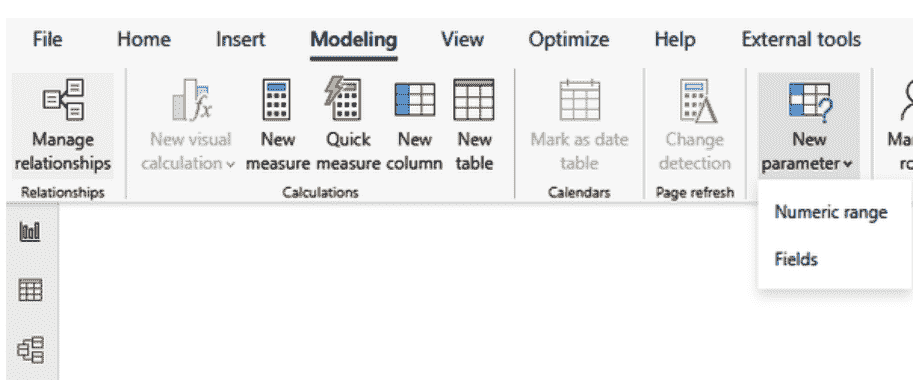 File Home Insert Modeling View Optimize Help External tools
Manage relationships
New visual calculation
New measure
Quick measure
New column
New table
Mark as date table
Change detection
New parameter
Relationships
Calculations
Calendars
Page refresh
Numeric range
Fields